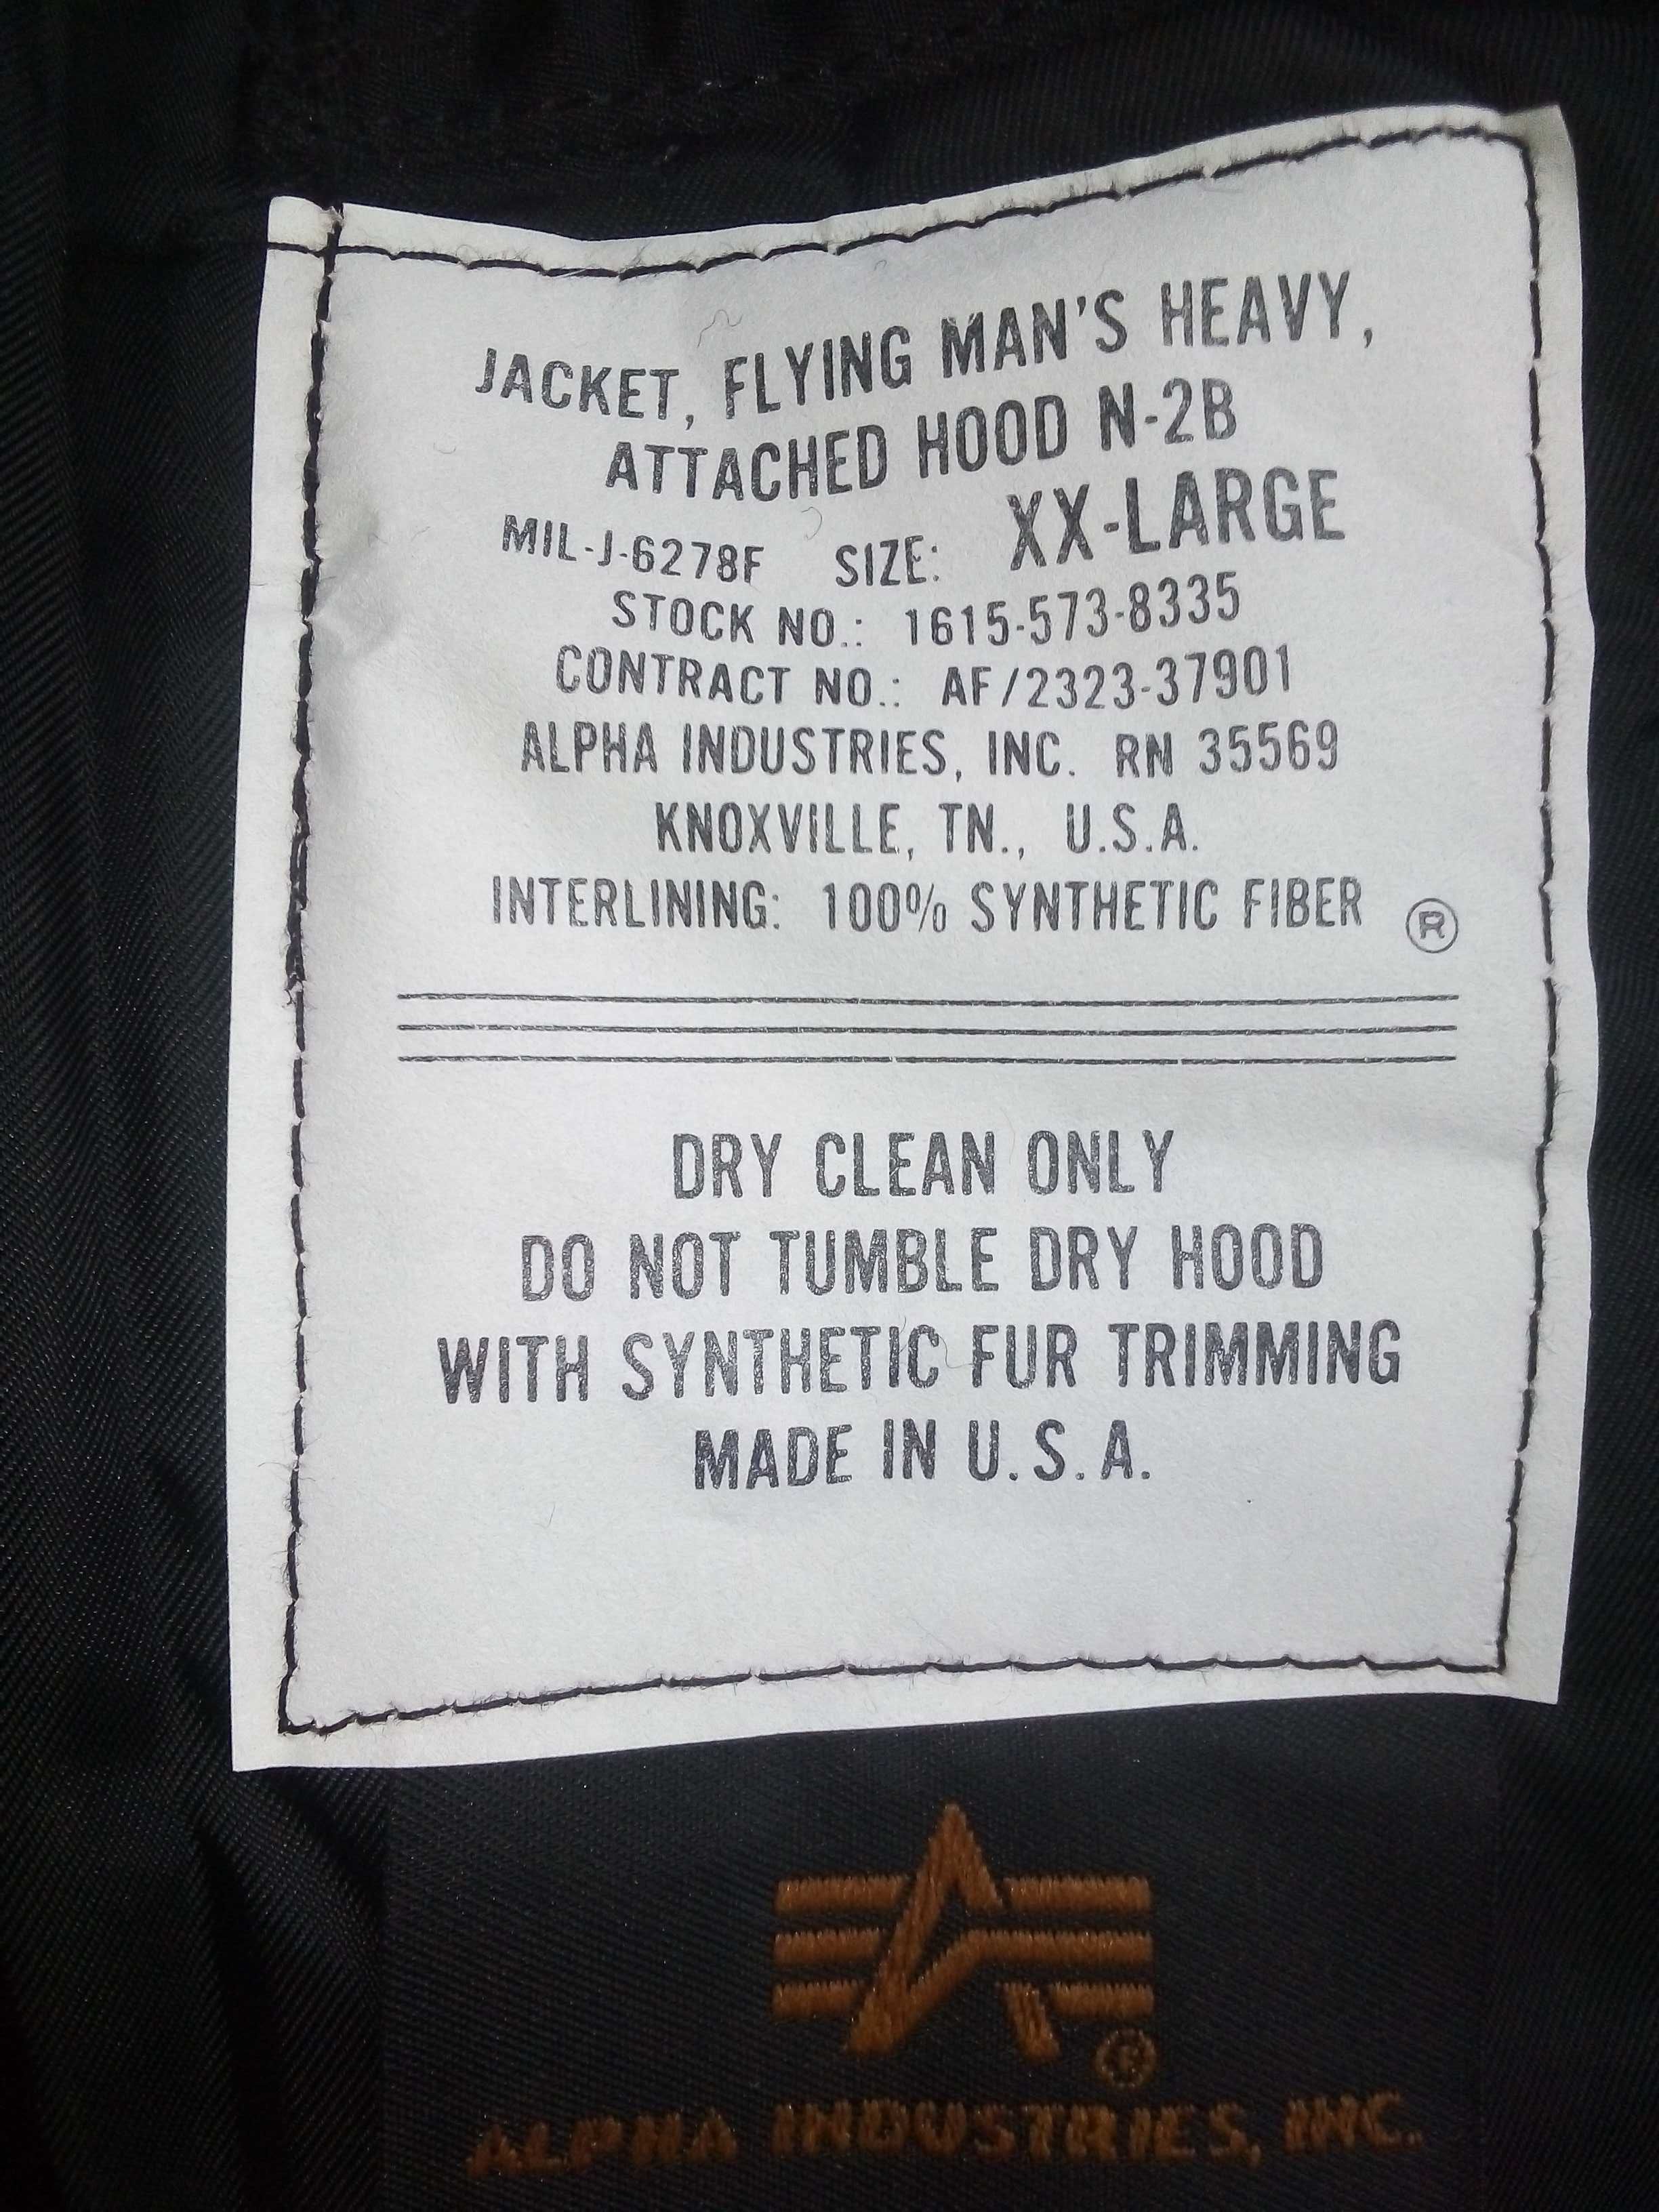 JACKET, FLYING MAN'S HEAVY,
ATTACHED HOOD N-2B
MIL-J-6278F SIZE: XX-LARGE
STOCK NO.: 1615-573-8335
CONTRACT NO.: AF/2323-37901
ALPHA INDUSTRIES, INC. RN 35569
KNOXVILLE, TN., U.S.A.
INTERLINING: 100% SYNTHETIC FIBER ®
DRY CLEAN ONLY
DO NOT TUMBLE DRY HOOD
WITH SYNTHETIC FUR TRIMMING
MADE IN U.S.A.
®
ALPHA INDUSTRIES, INC.